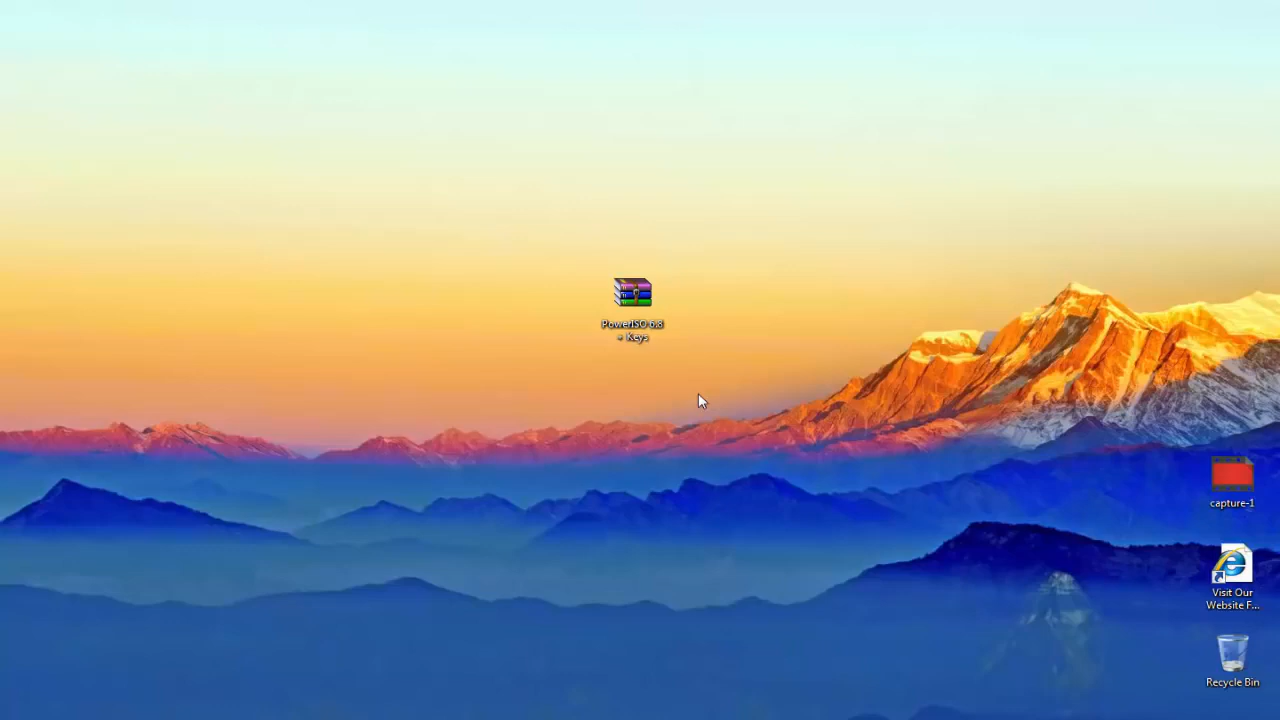 PowerISO 6.8
+ Keys
capture-1
Visit Our
Website F...
Recycle Bin